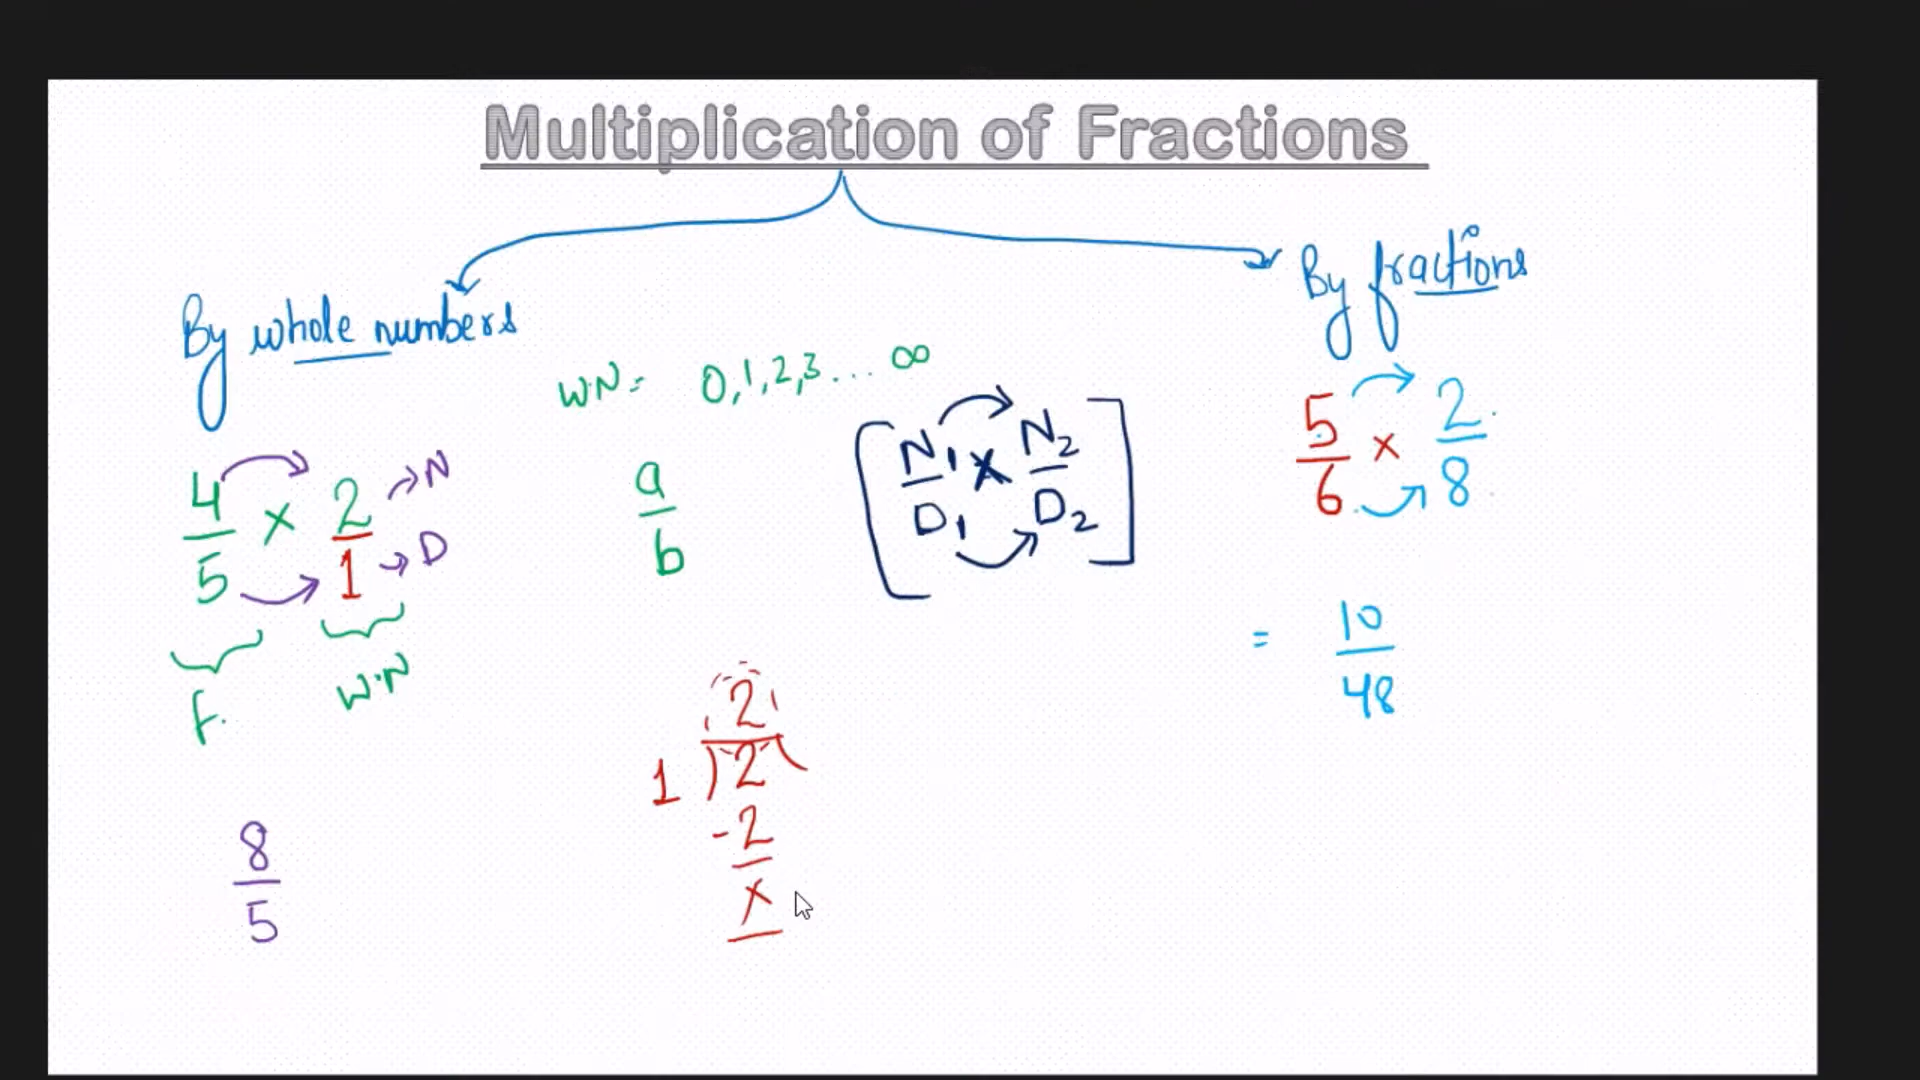 Multiplication of Fractions
By whole numbers
By fractions
W.N = 0,1,2,3... ∞
4/5 × 2/1
→ N
→ D
F.
W.N
8/5
a/b
[N1/D1 × N2/D2]
2
1 ) 2 (
-2
x
5/6 × 2/8
= 10/48